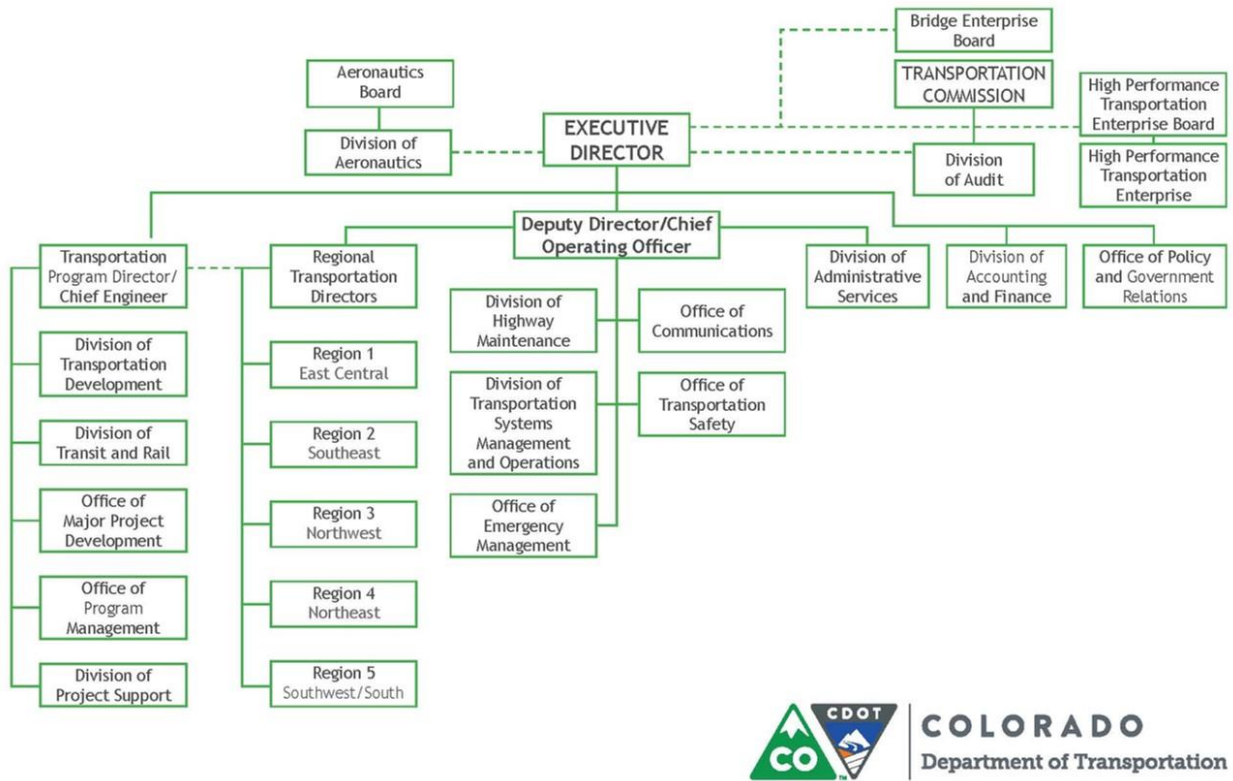 Bridge Enterprise
Board
Aeronautics
Board
TRANSPORTATION
COMMISSION
High Performance
Transportation
Enterprise Board
EXECUTIVE
DIRECTOR
Division of
Aeronautics
Division
of Audit
High Performance
Transportation
Enterprise
Deputy Director/Chief
Operating Officer
Transportation
Program Director/
Chief Engineer
Regional
Transportation
Directors
Division of
Administrative
Services
Division of
Accounting
and Finance
Office of Policy
and Government
Relations
Division of
Highway
Maintenance
Office of
Communications
Division of
Transportation
Development
Region 1
East Central
Division of
Transportation
Systems
Management
and Operations
Office of
Transportation
Safety
Division of
Transit and Rail
Region 2
Southeast
Office of
Major Project
Development
Region 3
Northwest
Office of
Emergency
Management
Office of
Program
Management
Region 4
Northeast
Division of
Project Support
Region 5
Southwest/South
CO
TM
CDOT
COLORADO
Department of Transportation